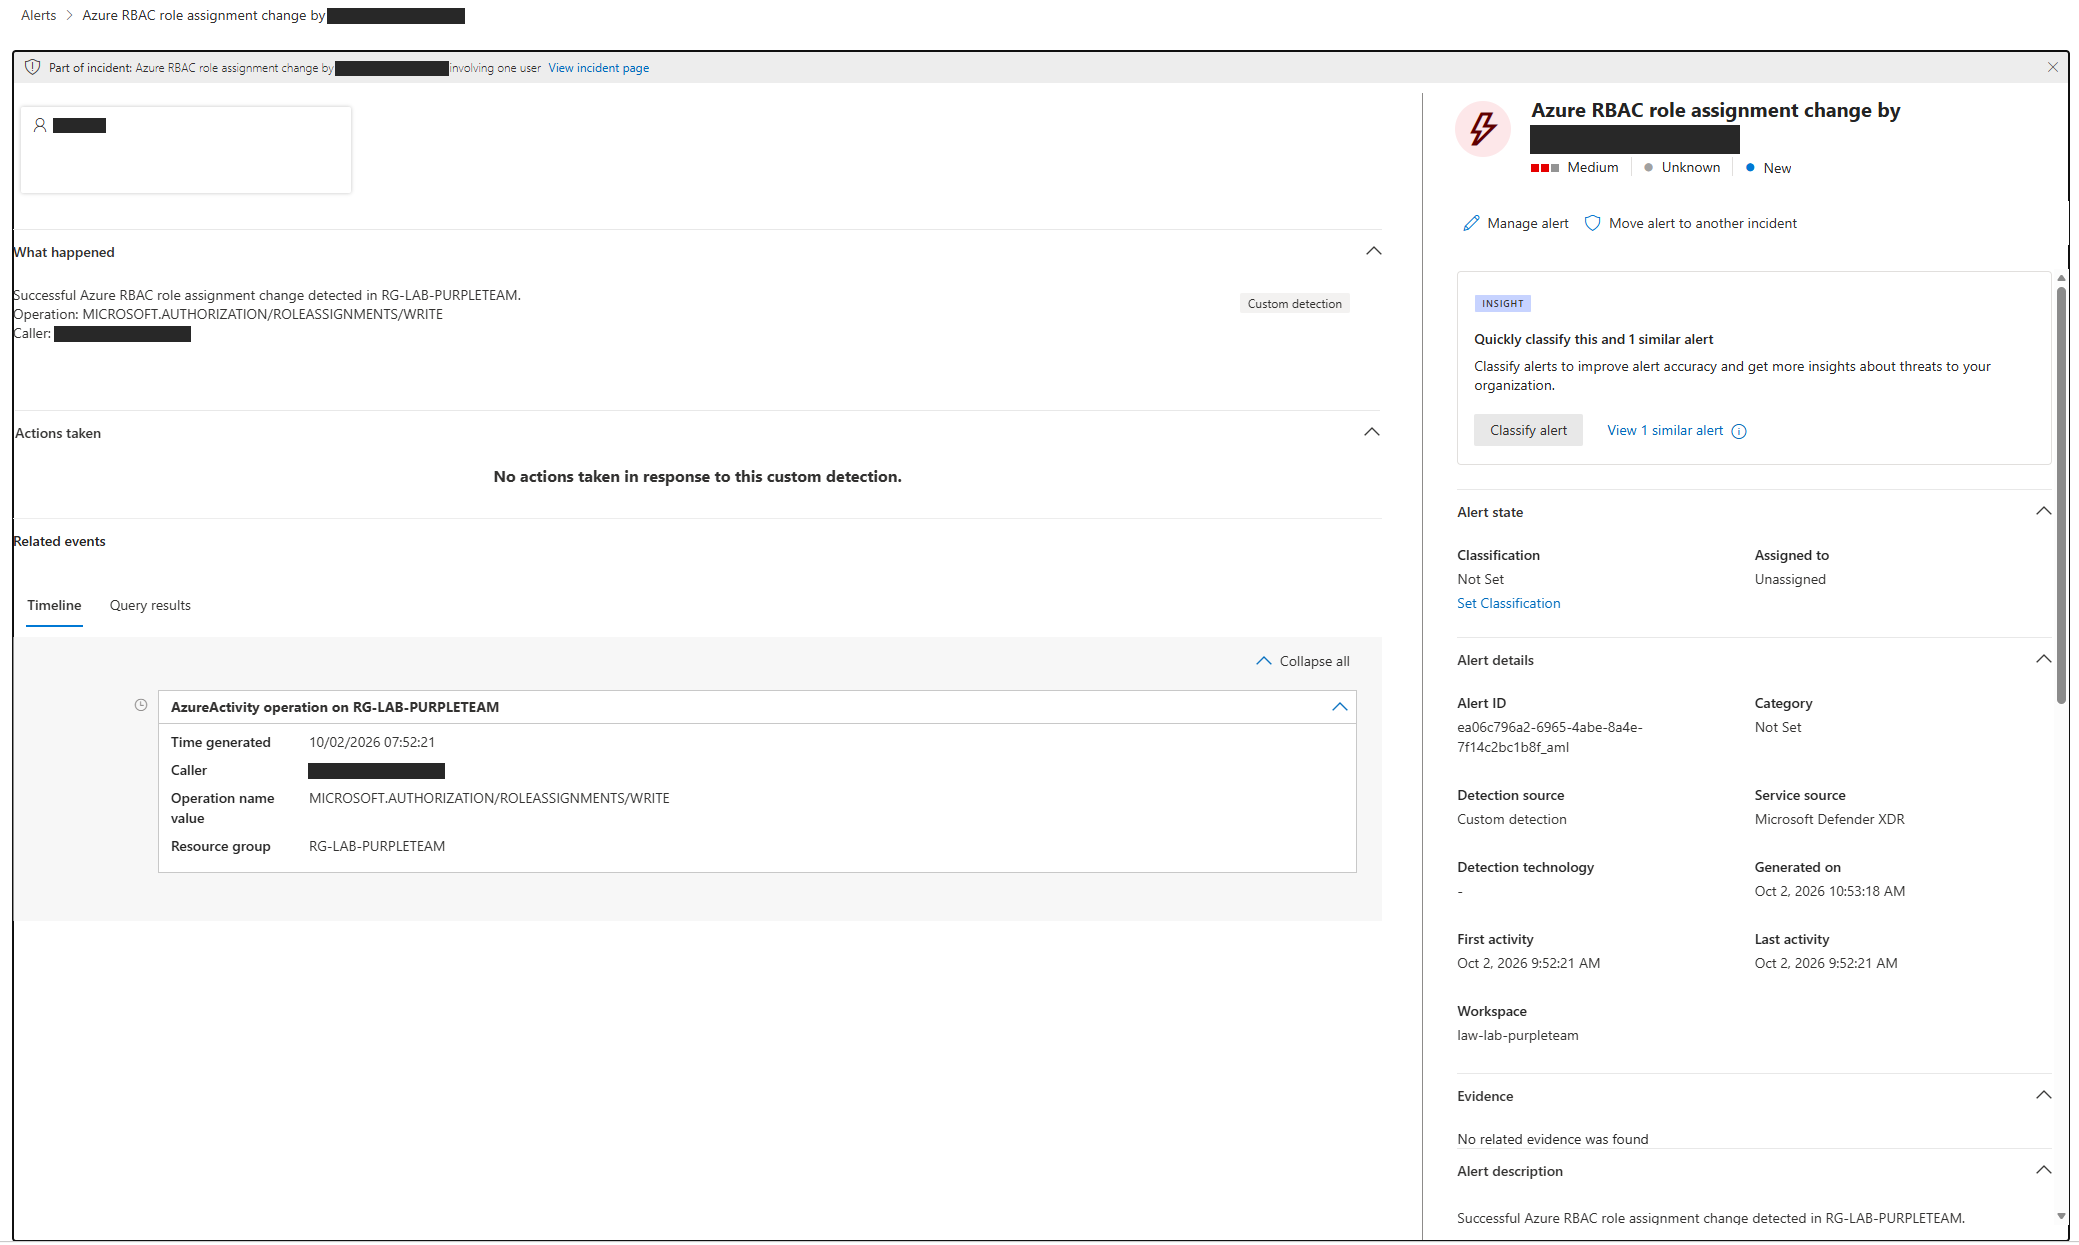 Alerts > Azure RBAC role assignment change by
Part of incident: Azure RBAC role assignment change by involving one user View incident page
What happened
Successful Azure RBAC role assignment change detected in RG-LAB-PURPLETEAM.
Operation: MICROSOFT.AUTHORIZATION/ROLEASSIGNMENTS/WRITE
Caller:
Custom detection
Actions taken
No actions taken in response to this custom detection.
Related events
Timeline Query results
Collapse all
AzureActivity operation on RG-LAB-PURPLETEAM
Time generated 10/02/2026 07:52:21
Caller
Operation name value MICROSOFT.AUTHORIZATION/ROLEASSIGNMENTS/WRITE
Resource group RG-LAB-PURPLETEAM
Azure RBAC role assignment change by
Medium Unknown New
Manage alert Move alert to another incident
INSIGHT
Quickly classify this and 1 similar alert
Classify alerts to improve alert accuracy and get more insights about threats to your
organization.
Classify alert View 1 similar alert
Alert state
Classification Assigned to
Not Set Unassigned
Set Classification
Alert details
Alert ID Category
ea06c796a2-6965-4abe-8a4e- Not Set
7f14c2bc1b8f_aml
Detection source Service source
Custom detection Microsoft Defender XDR
Detection technology Generated on
- Oct 2, 2026 10:53:18 AM
First activity Last activity
Oct 2, 2026 9:52:21 AM Oct 2, 2026 9:52:21 AM
Workspace
law-lab-purpleteam
Evidence
No related evidence was found
Alert description
Successful Azure RBAC role assignment change detected in RG-LAB-PURPLETEAM.